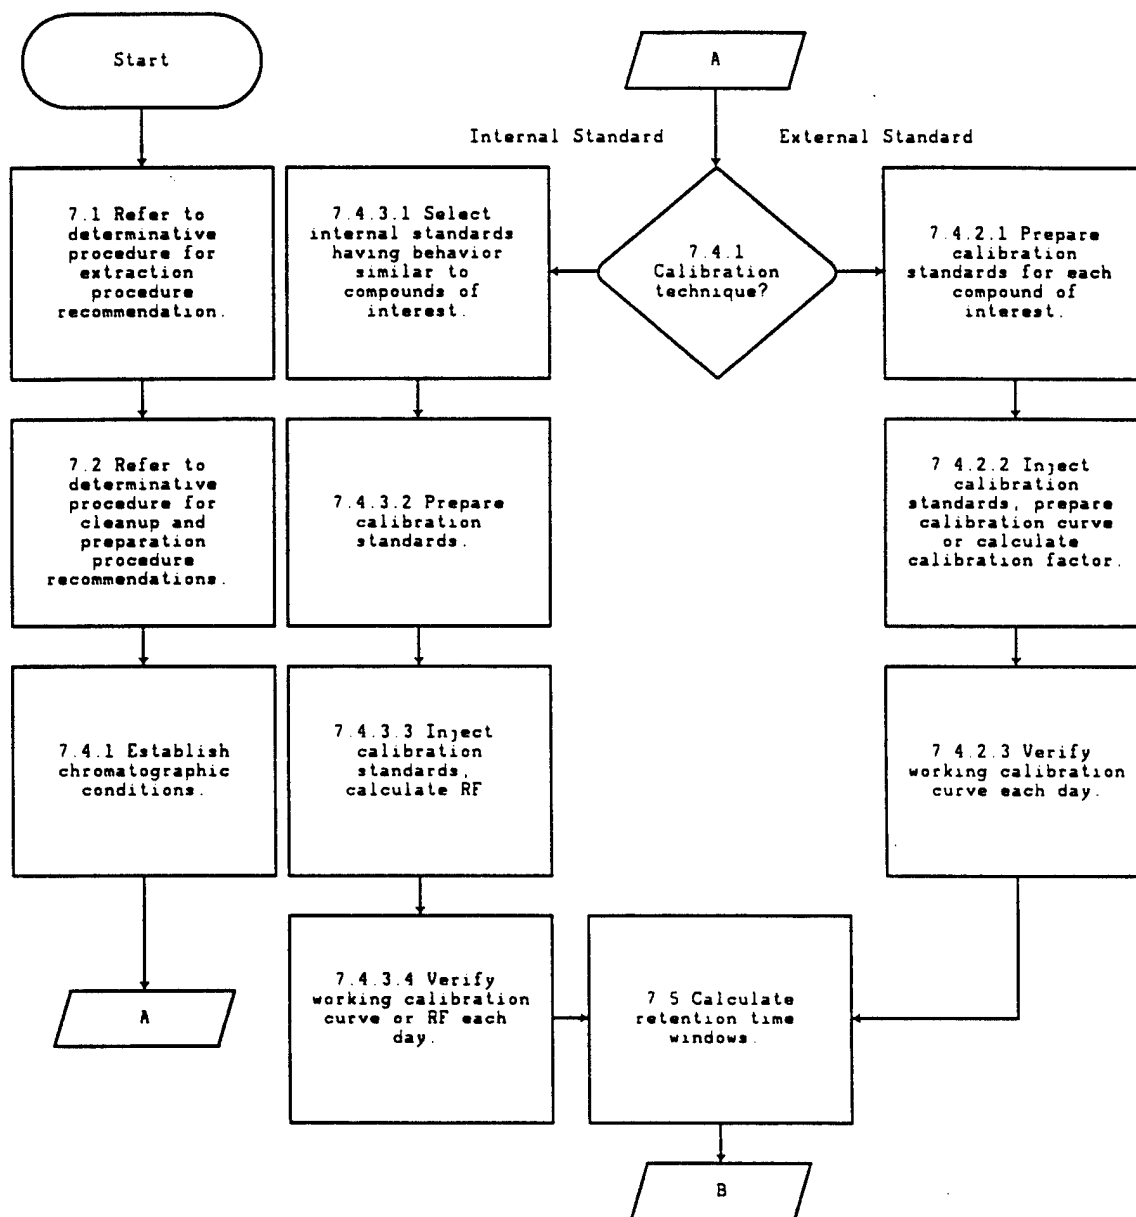 Start
7.1 Refer to
determinative
procedure for
extraction
procedure
recommendation.
7.2 Refer to
determinative
procedure for
cleanup and
preparation
procedure
recommendations.
7.4.1 Establish
chromatographic
conditions.
A
A
Internal Standard
External Standard
7.4.1
Calibration
technique?
7.4.3.1 Select
internal standards
having behavior
similar to
compounds of
interest.
7.4.3.2 Prepare
calibration
standards.
7.4.3.3 Inject
calibration
standards,
calculate RF
7.4.3.4 Verify
working calibration
curve or RF each
day.
7.4.2.1 Prepare
calibration
standards for each
compound of
interest.
7 4.2.2 Inject
calibration
standards, prepare
calibration curve
or calculate
calibration factor.
7 4.2.3 Verify
working calibration
curve each day.
7 5 Calculate
retention time
windows.
B